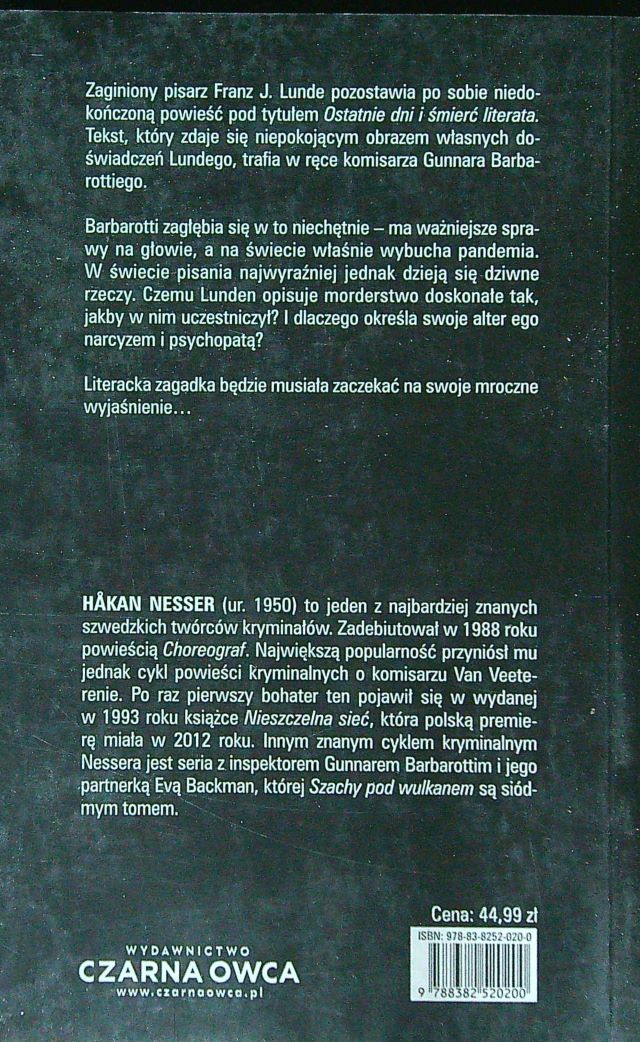 Zaginiony pisarz Franz J. Lunde pozostawia po sobie niedo-
kończoną powieść pod tytułem Ostatnie dni i śmierć literata.
Tekst, który zdaje się niepokojącym obrazem własnych do-
świadczeń Lundego, trafia w ręce komisarza Gunnara Barba-
rottiego.
Barbarotti zagłębia się w to niechętnie – ma ważniejsze spra-
wy na głowie, a na świecie właśnie wybucha pandemia.
W świecie pisania najwyraźniej jednak dzieją się dziwne
rzeczy. Czemu Lunden opisuje morderstwo doskonałe tak,
jakby w nim uczestniczył? I dlaczego określa swoje alter ego
narcyzem i psychopatą?
Literacka zagadka będzie musiała zaczekać na swoje mroczne
wyjaśnienie...
HÅKAN NESSER (ur. 1950) to jeden z najbardziej znanych
szwedzkich twórców kryminałów. Zadebiutował w 1988 roku
powieścią Choreograf. Największą popularność przyniósł mu
jednak cykl powieści kryminalnych o komisarzu Van Veete-
renie. Po raz pierwszy bohater ten pojawił się w wydanej
w 1993 roku książce Nieszczelna sieć, która polską premie-
rę miała w 2012 roku. Innym znanym cyklem kryminalnym
Nessera jest seria z inspektorem Gunnarem Barbarottim i jego
partnerką Evą Backman, której Szachy pod wulkanem są siód-
mym tomem.
Cena: 44,99 zł
ISBN: 978-83-8252-020-0
9 788382 520200
WYDAWNICTWO
CZARNA OWCA
www.czarnaowca.pl